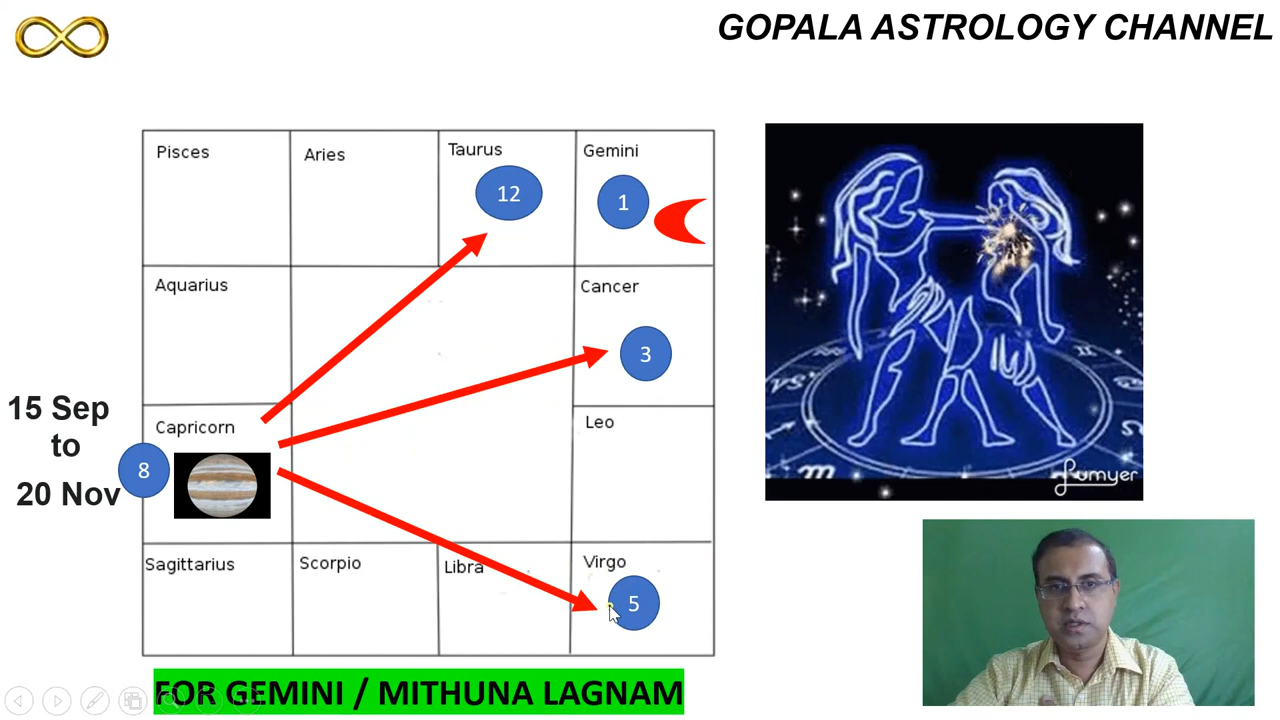 GOPALA ASTROLOGY CHANNEL
Pisces
Aries
Taurus
Gemini
12
1
Aquarius
Cancer
3
15 Sep
to
20 Nov
Capricorn
8
Leo
Sagittarius
Scorpio
Libra
Virgo
5
Lumyer
FOR GEMINI / MITHUNA LAGNAM